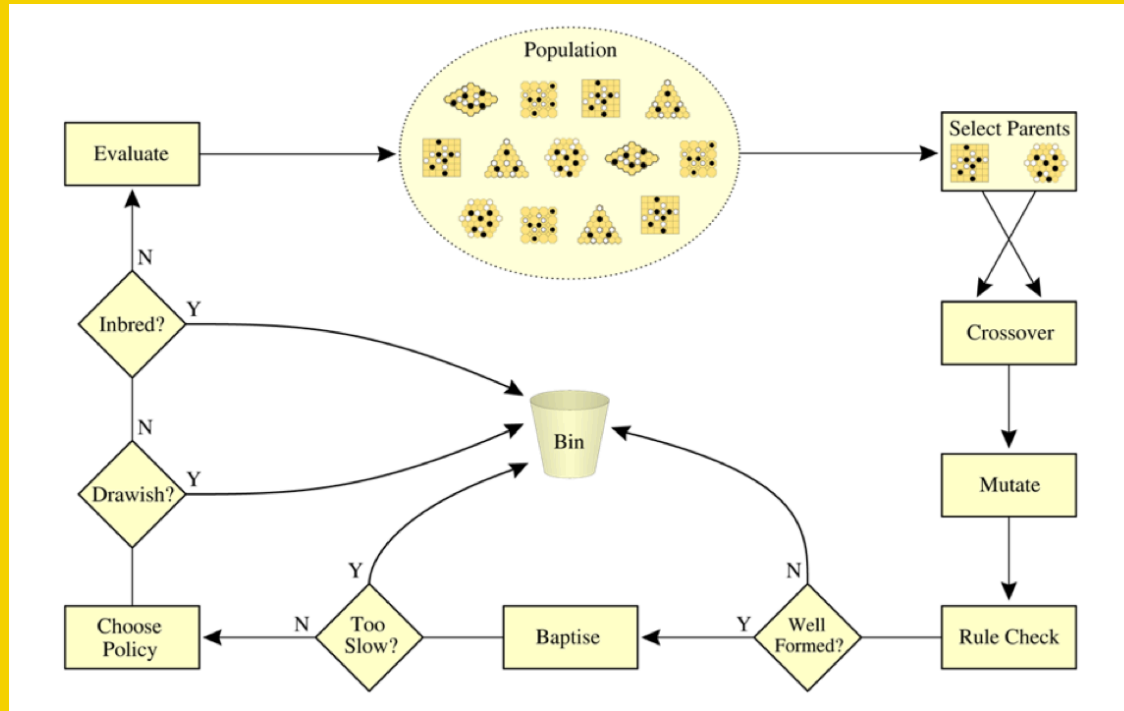 Population
Select Parents
Evaluate
N
Inbred?
Y
Crossover
N
Bin
Drawish?
Y
Mutate
Y
N
Choose
Policy
N
Too
Slow?
Baptise
Y
Well
Formed?
Rule Check